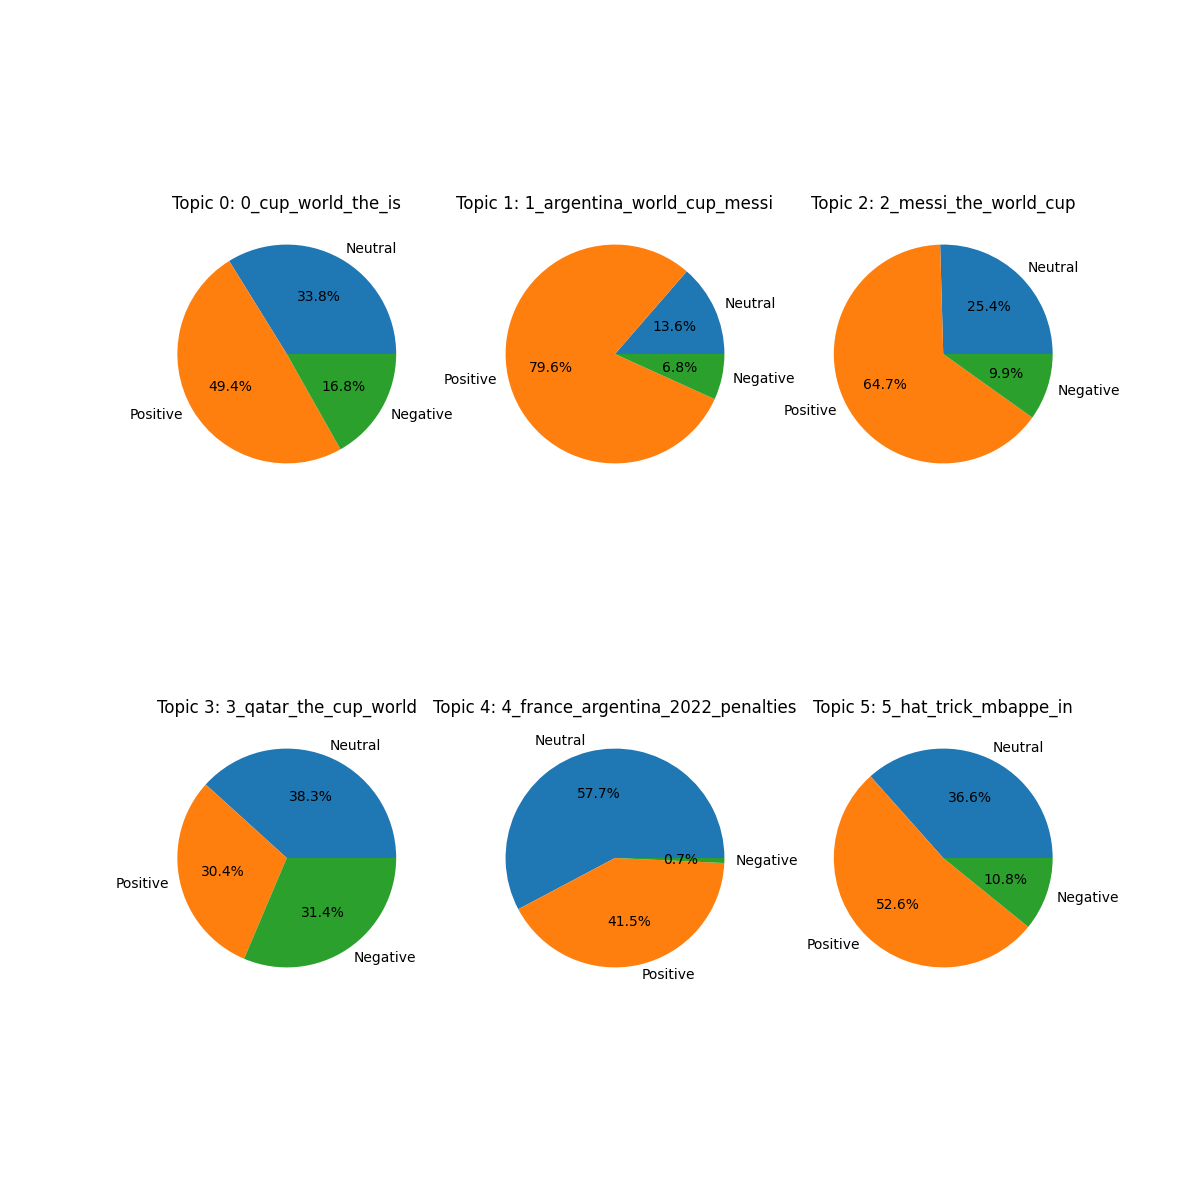 Topic 0: 0_cup_world_the_is
Neutral
33.8%
49.4%
16.8%
Positive
Negative
Topic 1: 1_argentina_world_cup_messi
Neutral
13.6%
79.6%
6.8%
Positive
Negative
Topic 2: 2_messi_the_world_cup
Neutral
25.4%
9.9%
64.7%
Negative
Positive
Topic 3: 3_qatar_the_cup_world
Neutral
38.3%
30.4%
Positive
31.4%
Negative
Topic 4: 4_france_argentina_2022_penalties
Neutral
57.7%
0.7%
Negative
41.5%
Positive
Topic 5: 5_hat_trick_mbappe_in
Neutral
36.6%
10.8%
Negative
52.6%
Positive